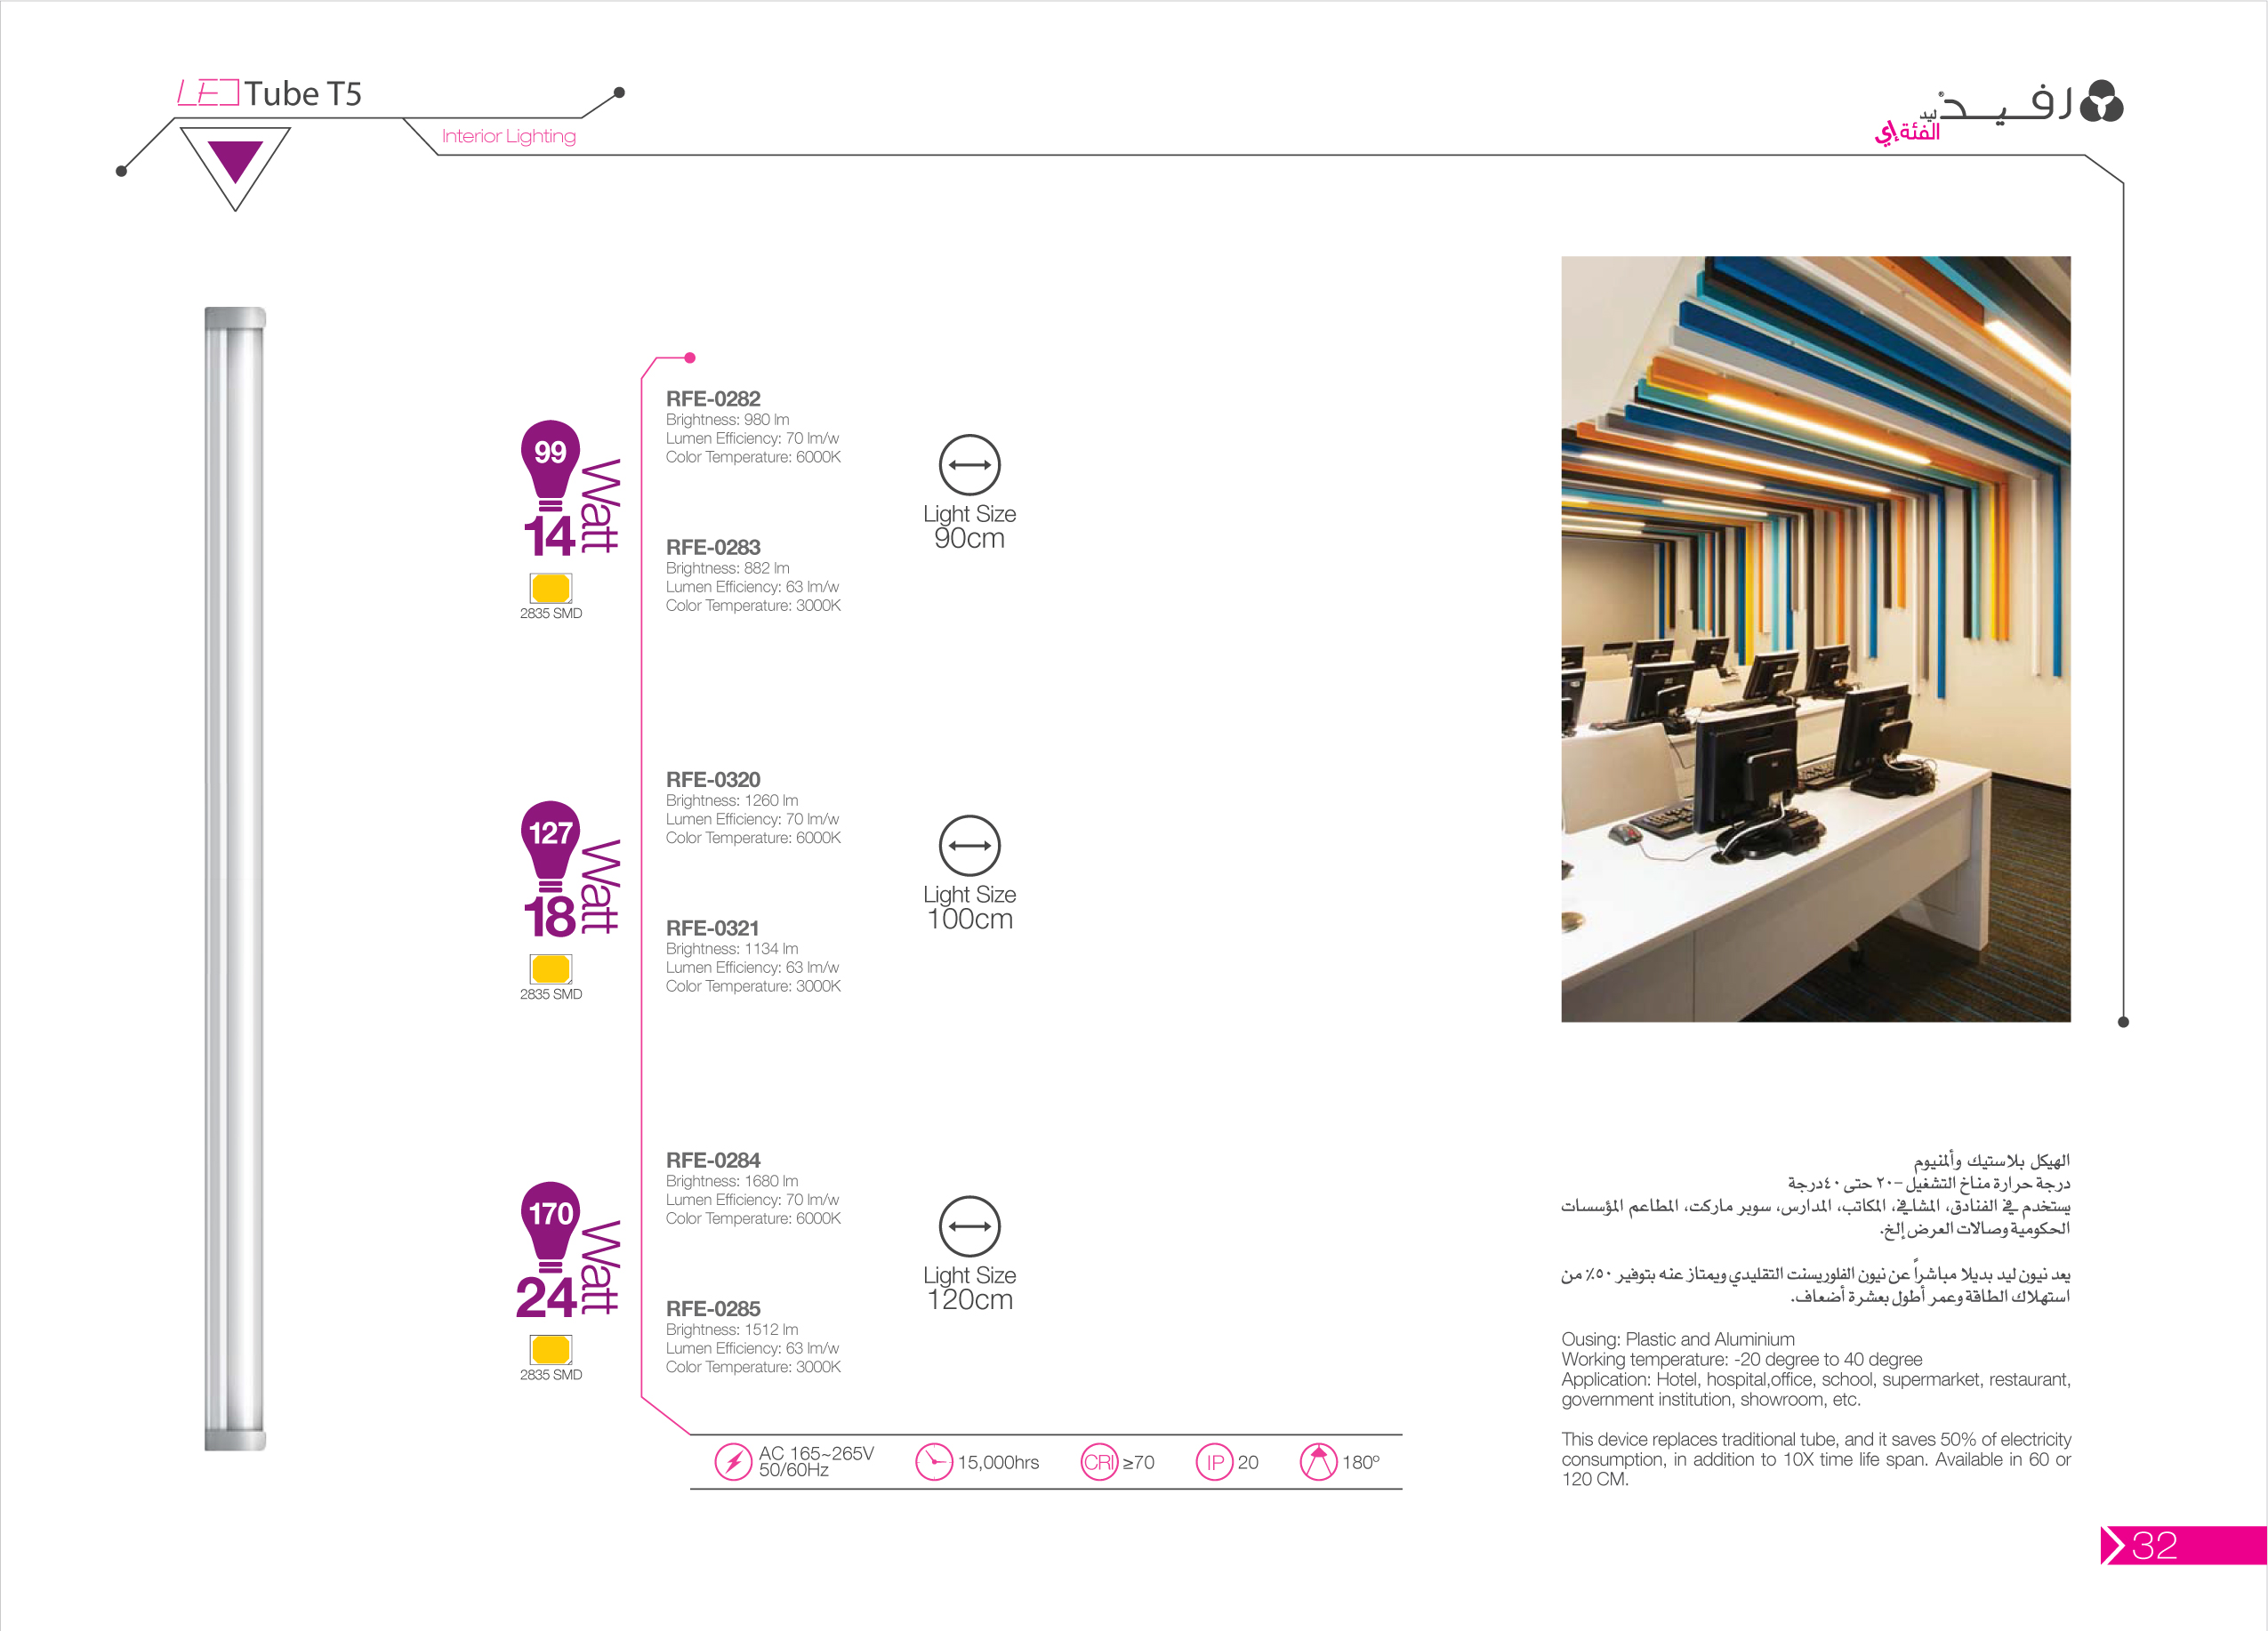 LED Tube T5
Interior Lighting
رفيد®
ليد
الفئة إي
99
14
Watt
2835 SMD
RFE-0282
Brightness: 980 lm
Lumen Efficiency: 70 lm/w
Color Temperature: 6000K
RFE-0283
Brightness: 882 lm
Lumen Efficiency: 63 lm/w
Color Temperature: 3000K
Light Size
90cm
127
18
Watt
2835 SMD
RFE-0320
Brightness: 1260 lm
Lumen Efficiency: 70 lm/w
Color Temperature: 6000K
RFE-0321
Brightness: 1134 lm
Lumen Efficiency: 63 lm/w
Color Temperature: 3000K
Light Size
100cm
170
24
Watt
2835 SMD
RFE-0284
Brightness: 1680 lm
Lumen Efficiency: 70 lm/w
Color Temperature: 6000K
RFE-0285
Brightness: 1512 lm
Lumen Efficiency: 63 lm/w
Color Temperature: 3000K
Light Size
120cm
AC 165~265V
50/60Hz
15,000hrs
CRI ≥70
IP 20
180º
الهيكل بلاستيك وألمنيوم
درجة حرارة مناخ التشغيل -٢٠ حتى ٤٠درجة
يستخدم في الفنادق، المشافي، المكاتب، المدارس، سوبر ماركت، المطاعم المؤسسات
الحكومية وصالات العرض إلخ.
يعد نيون ليد بديلا مباشراً عن نيون الفلوريسنت التقليدي ويمتاز عنه بتوفير ٥٠٪ من
استهلاك الطاقة وعمر أطول بعشرة أضعاف.
Ousing: Plastic and Aluminium
Working temperature: -20 degree to 40 degree
Application: Hotel, hospital,office, school, supermarket, restaurant,
government institution, showroom, etc.
This device replaces traditional tube, and it saves 50% of electricity
consumption, in addition to 10X time life span. Available in 60 or
120 CM.
32